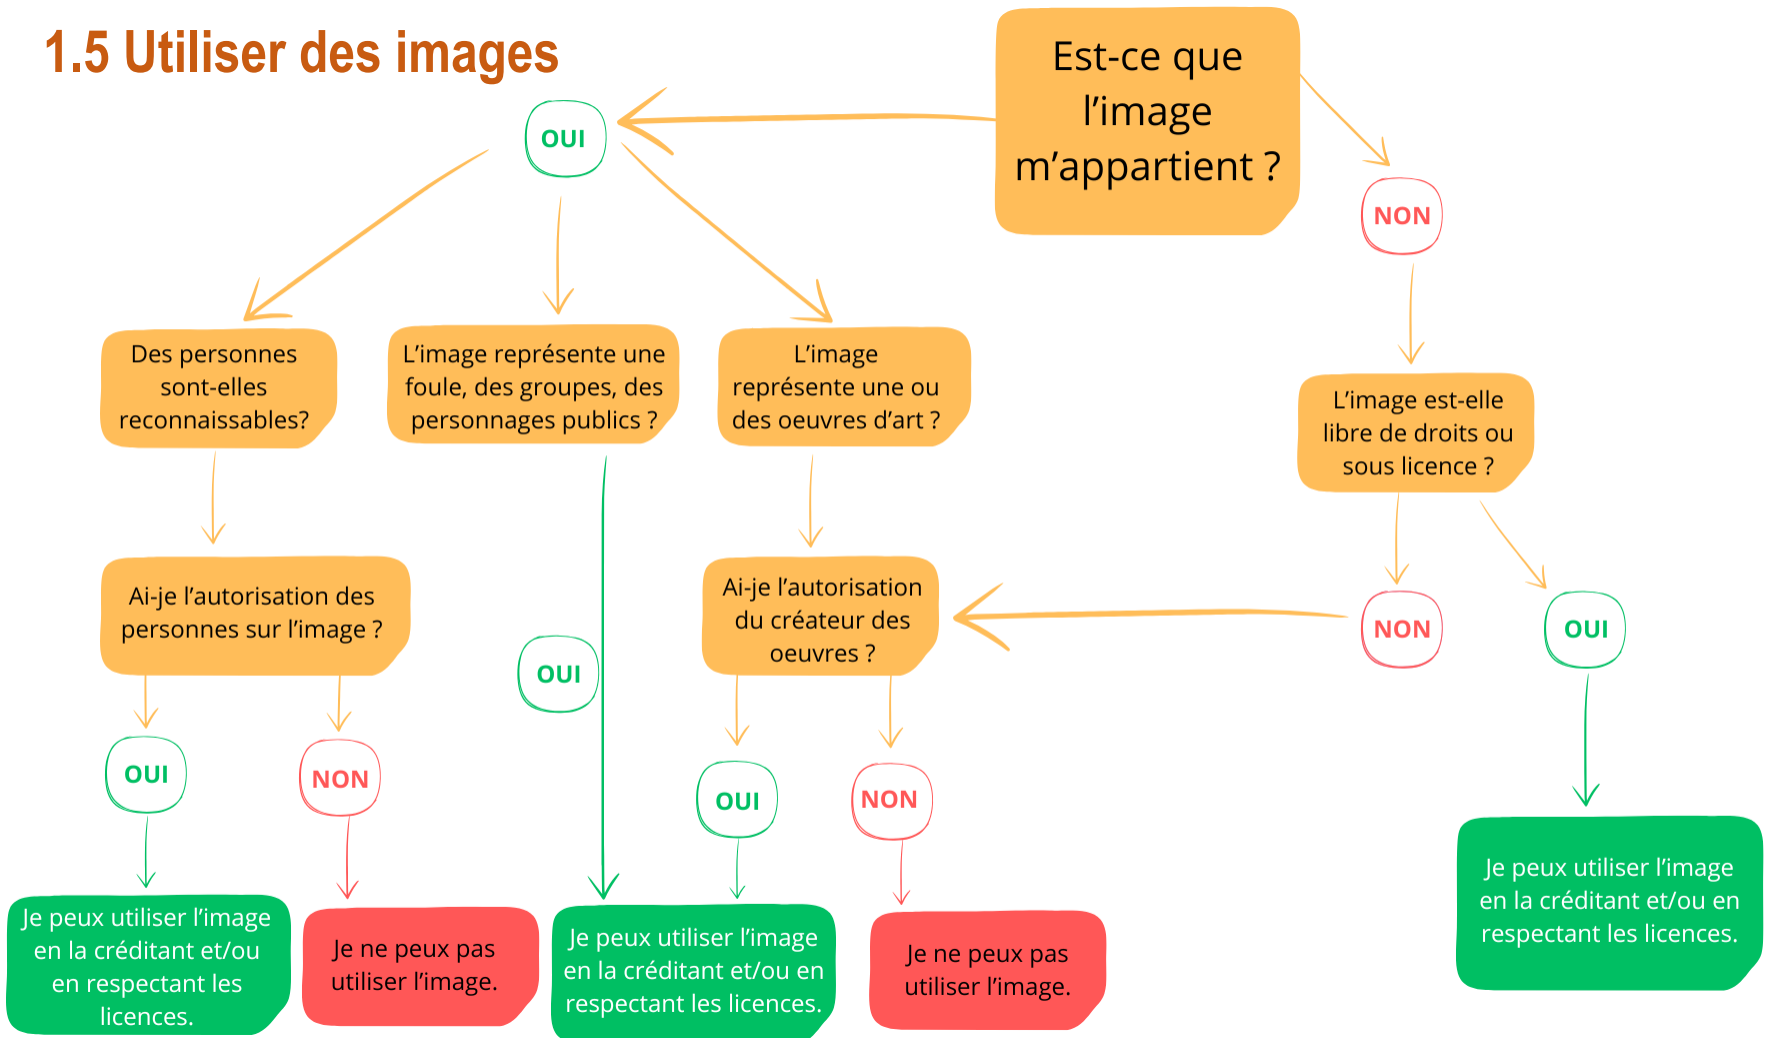 1.5 Utiliser des images
Est-ce que
l’image
m’appartient ?
OUI
NON
Des personnes
sont-elles
reconnaissables?
L’image représente une
foule, des groupes, des
personnages publics ?
L’image
représente une ou
des oeuvres d’art ?
L’image est-elle
libre de droits ou
sous licence ?
Ai-je l’autorisation des
personnes sur l’image ?
Ai-je l’autorisation
du créateur des
oeuvres ?
NON
OUI
OUI
OUI
NON
OUI
NON
Je peux utiliser l’image
en la créditant et/ou
en respectant les
licences.
Je ne peux pas
utiliser l’image.
Je peux utiliser l’image
en la créditant et/ou en
respectant les licences.
Je ne peux pas
utiliser l’image.
Je peux utiliser l’image
en la créditant et/ou en
respectant les licences.